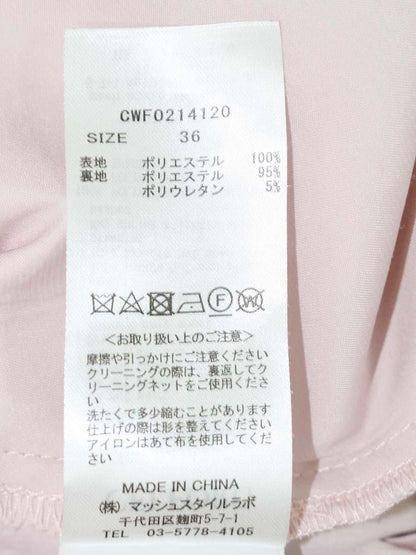 CWF0214120
SIZE 36
表地 ポリエステル 100%
裏地 ポリエステル 95%
ポリウレタン 5%
F W
<お取り扱い上のご注意>
摩擦や引っかけにご注意ください
クリーニングの際は、裏返してク
リーニングネットをご使用くださ
い
洗たくで多少縮むことがあります
仕上げの際は形を整えてください
アイロンはあて布を使用してくだ
さい
MADE IN CHINA
(株) マッシュスタイルラボ
千代田区麹町5-7-1
TEL 03-5778-4105